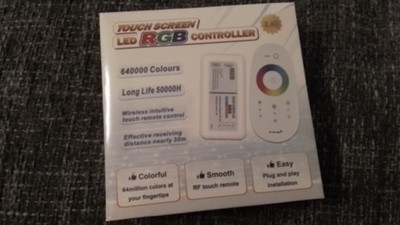 TOUCH SCREEN
LED RGB CONTROLLER
640000 Colours
Long Life 50000H
Wireless intuitive
touch remote control
Effective receiving
distance nearly 30m
Colorful
64million colors at
your fingertips
Smooth
RF touch remote
Easy
Plug and play
installation